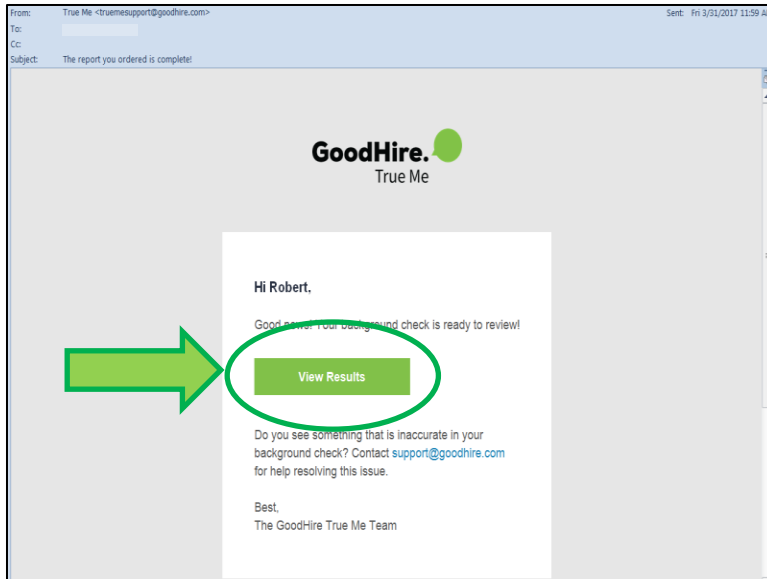 From: True Me <truemesupport@goodhire.com> Sent: Fri 3/31/2017 11:59
To:
Cc:
Subject: The report you ordered is complete!
GoodHire.
True Me
Hi Robert,
Good news! Your background check is ready to review!
View Results
Do you see something that is inaccurate in your
background check? Contact support@goodhire.com
for help resolving this issue.
Best,
The GoodHire True Me Team